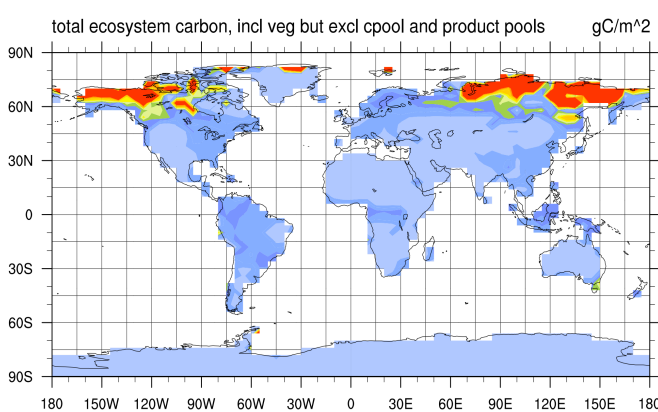 total ecosystem carbon, incl veg but excl cpool and product pools gC/m^2
90N
60N
30N
0
30S
60S
90S
180 150W 120W 90W 60W 30W 0 30E 60E 90E 120E 150E 180